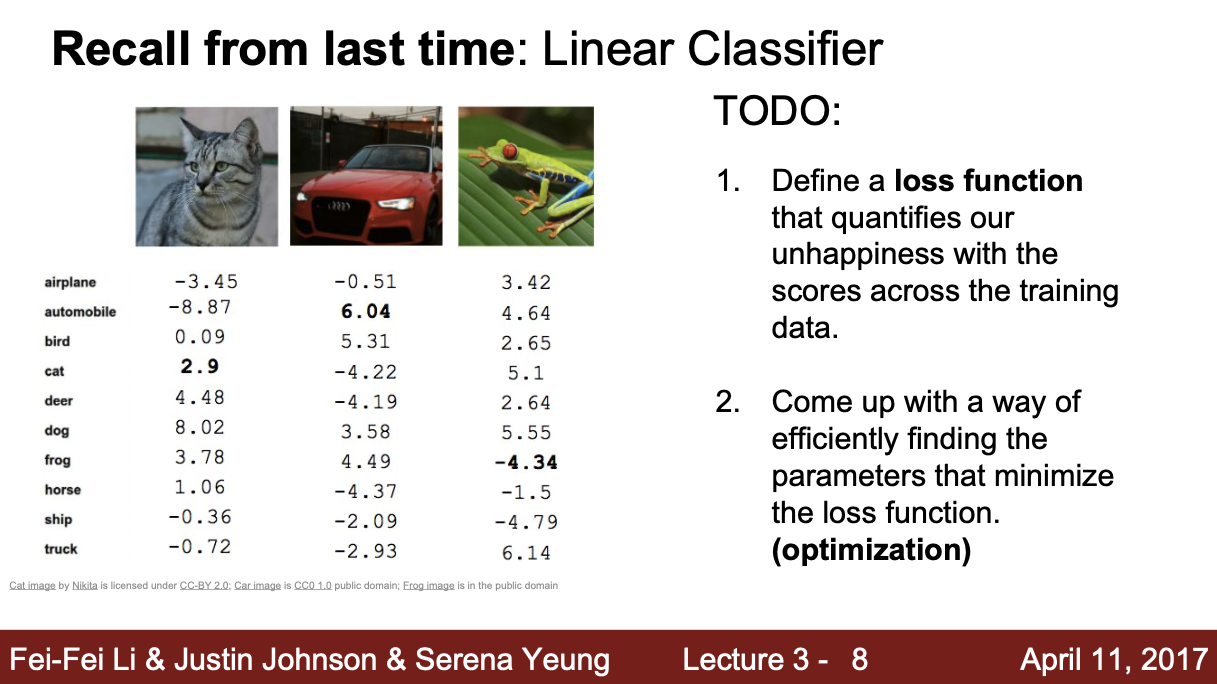 Recall from last time: Linear Classifier
TODO:
1. Define a loss function
that quantifies our
unhappiness with the
scores across the training
data.
2. Come up with a way of
efficiently finding the
parameters that minimize
the loss function.
(optimization)
airplane -3.45 -0.51 3.42
automobile -8.87 6.04 4.64
bird 0.09 5.31 2.65
cat 2.9 -4.22 5.1
deer 4.48 -4.19 2.64
dog 8.02 3.58 5.55
frog 3.78 4.49 -4.34
horse 1.06 -4.37 -1.5
ship -0.36 -2.09 -4.79
truck -0.72 -2.93 6.14
Cat image by Nikita is licensed under CC-BY 2.0; Car image is CC0 1.0 public domain; Frog image is in the public domain
Fei-Fei Li & Justin Johnson & Serena Yeung Lecture 3 - 8 April 11, 2017